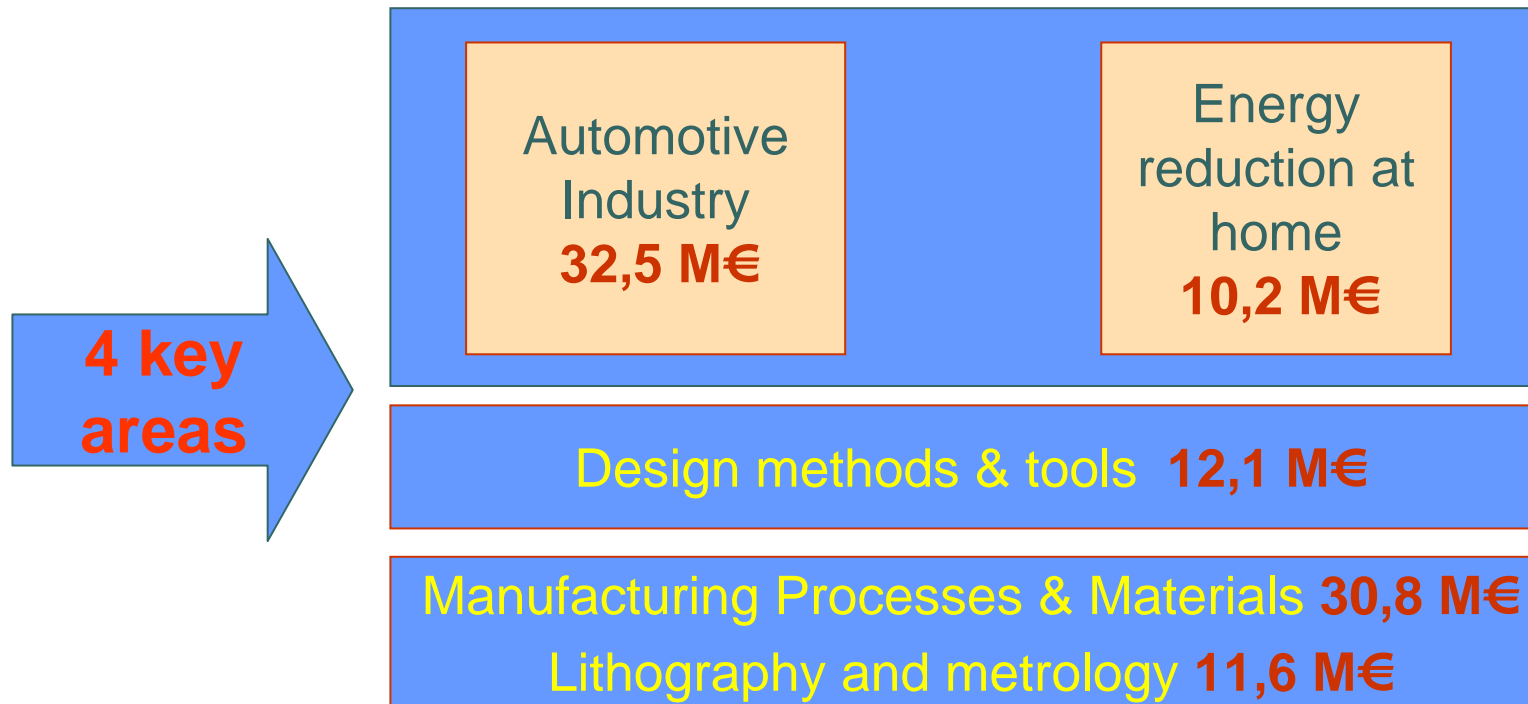 4 key
areas
Automotive
Industry
32,5 M€
Energy
reduction at
home
10,2 M€
Design methods & tools 12,1 M€
Manufacturing Processes & Materials 30,8 M€
Lithography and metrology 11,6 M€